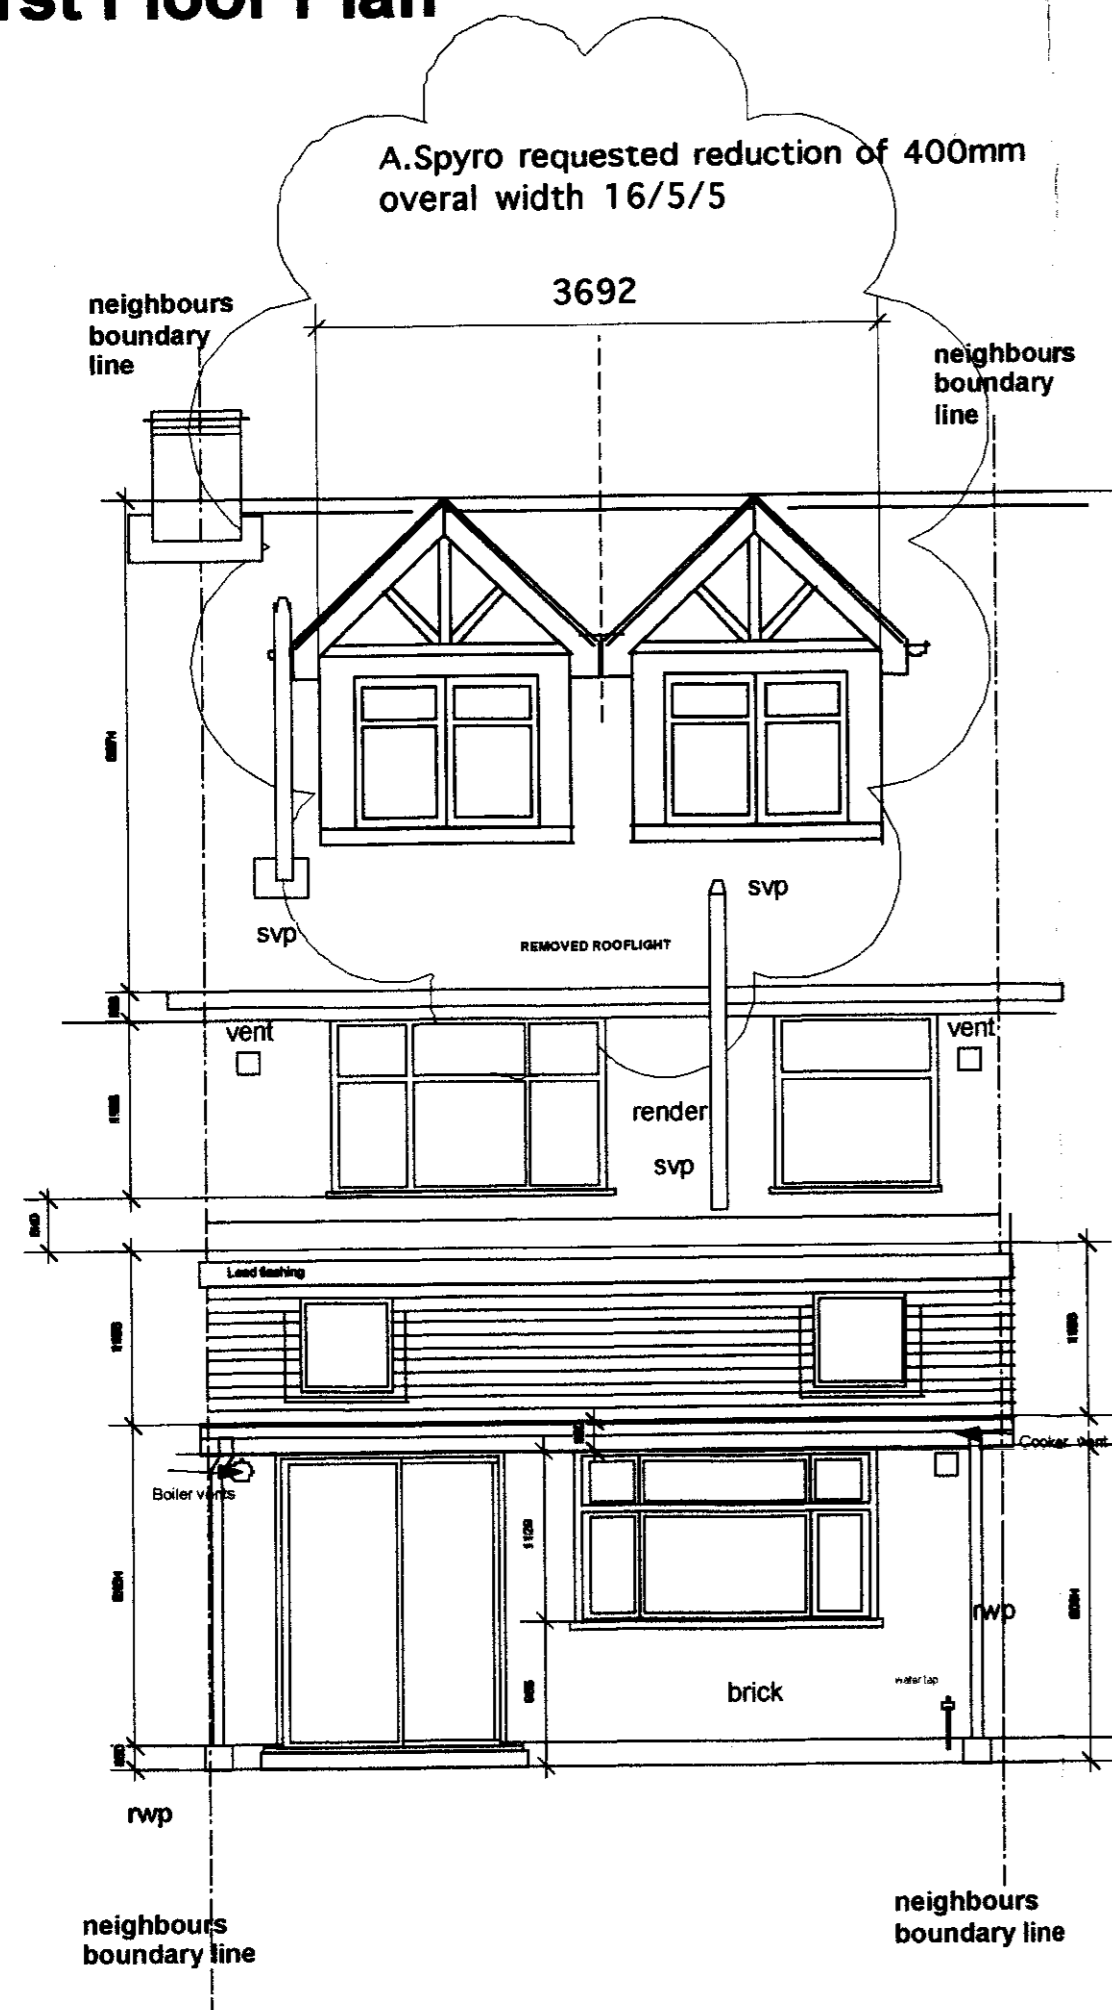 First Floor Plan
A.Spyro requested reduction of 400mm
overal width 16/5/5
3692
neighbours
boundary
line
neighbours
boundary
line
svp
svp
REMOVED ROOFLIGHT
vent
vent
render
svp
Lead flashing
Cooker vent
Boiler vents
1120
rwp
brick
water tap
rwp
neighbours
boundary line
neighbours
boundary line